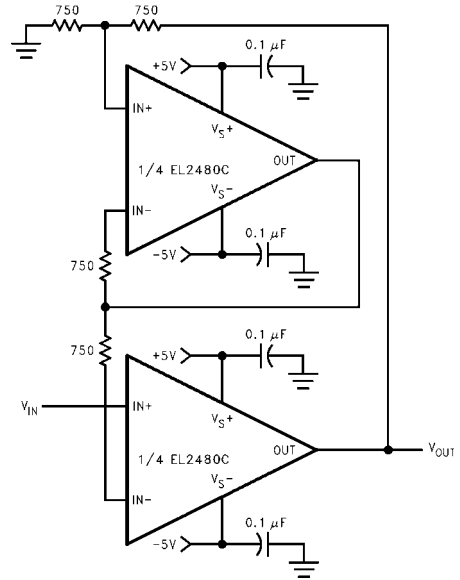 750 750
0.1 µF
+5V
IN+
VS+
OUT
1/4 EL2480C
VS−
IN−
0.1 µF
−5V
750
750
0.1 µF
+5V
VIN
IN+
VS+
OUT
VOUT
1/4 EL2480C
VS−
IN−
0.1 µF
−5V